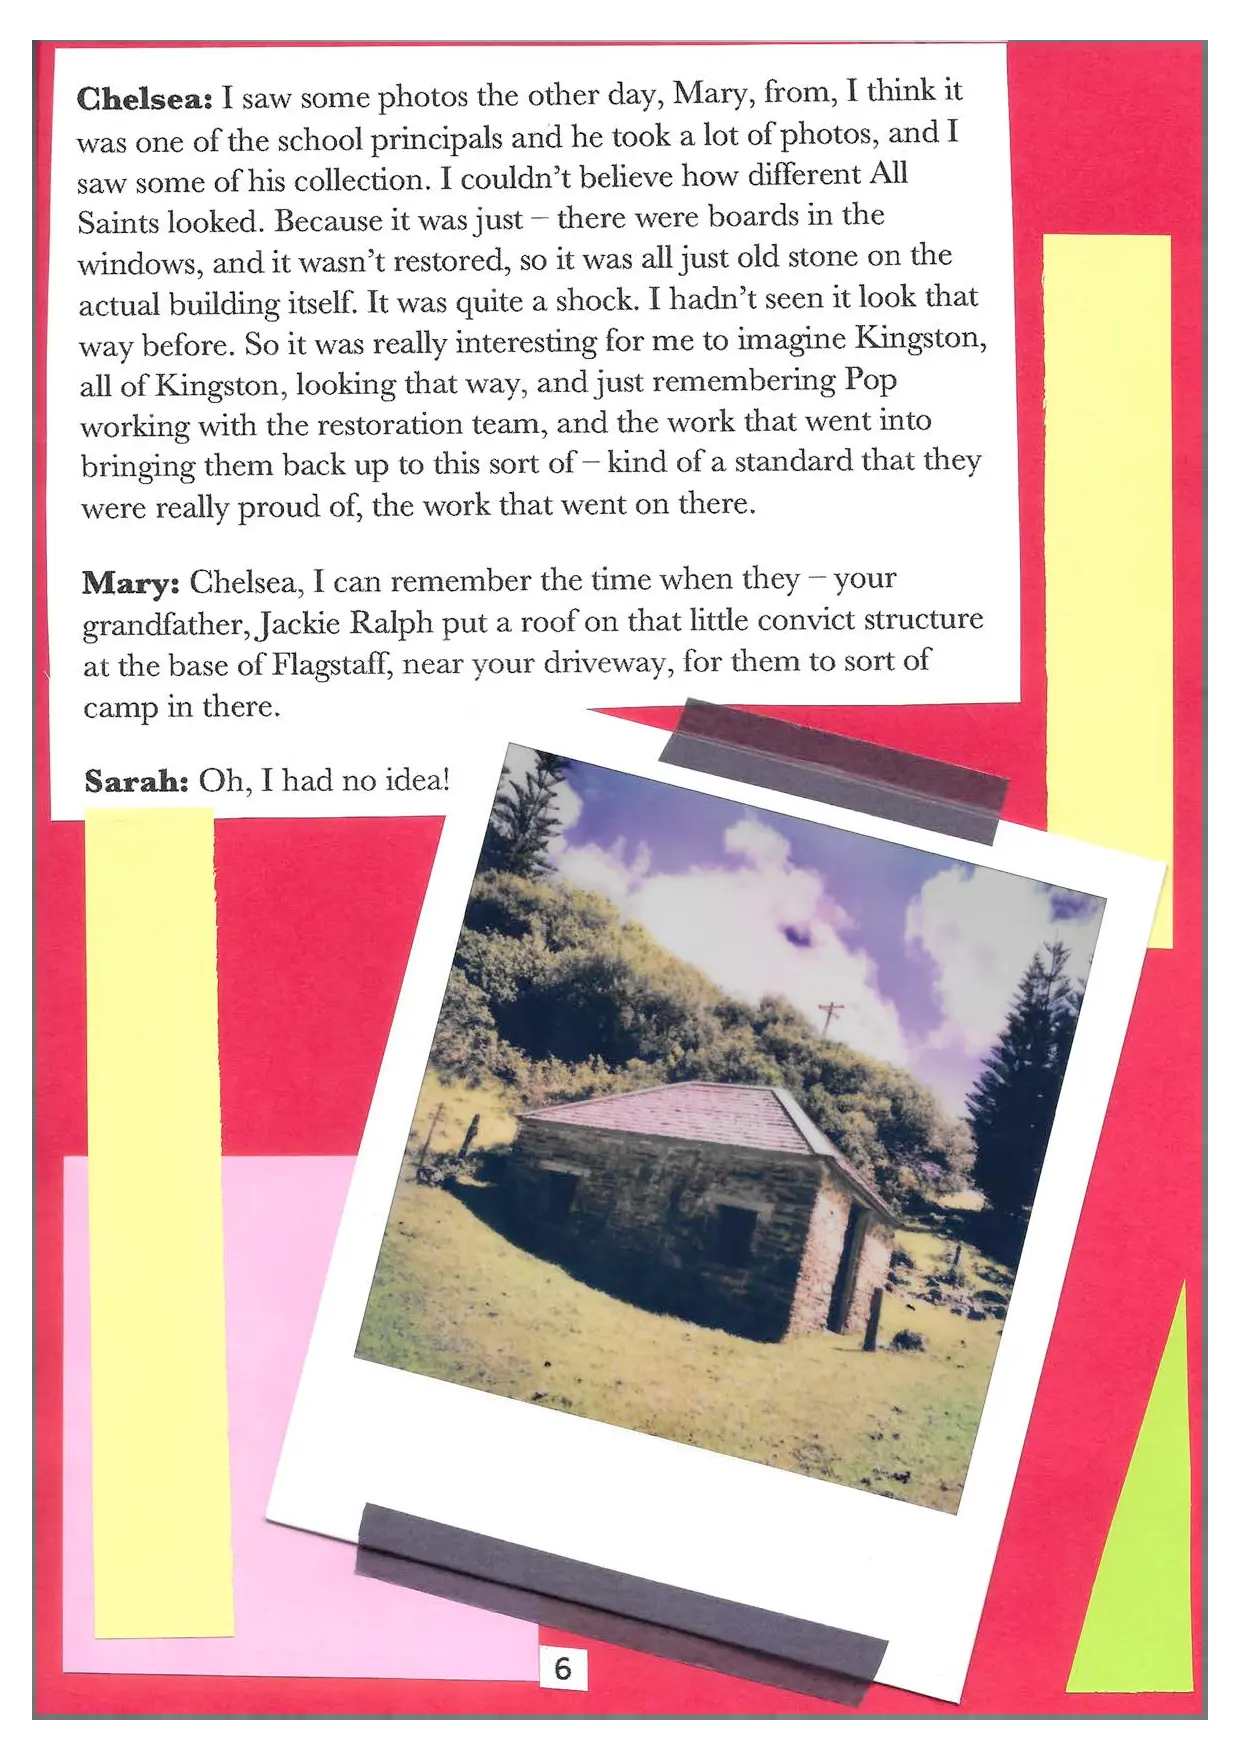 Chelsea: I saw some photos the other day, Mary, from, I think it
was one of the school principals and he took a lot of photos, and I
saw some of his collection. I couldn't believe how different All
Saints looked. Because it was just – there were boards in the
windows, and it wasn't restored, so it was all just old stone on the
actual building itself. It was quite a shock. I hadn't seen it look that
way before. So it was really interesting for me to imagine Kingston,
all of Kingston, looking that way, and just remembering Pop
working with the restoration team, and the work that went into
bringing them back up to this sort of – kind of a standard that they
were really proud of, the work that went on there.
Mary: Chelsea, I can remember the time when they – your
grandfather, Jackie Ralph put a roof on that little convict structure
at the base of Flagstaff, near your driveway, for them to sort of
camp in there.
Sarah: Oh, I had no idea!
6